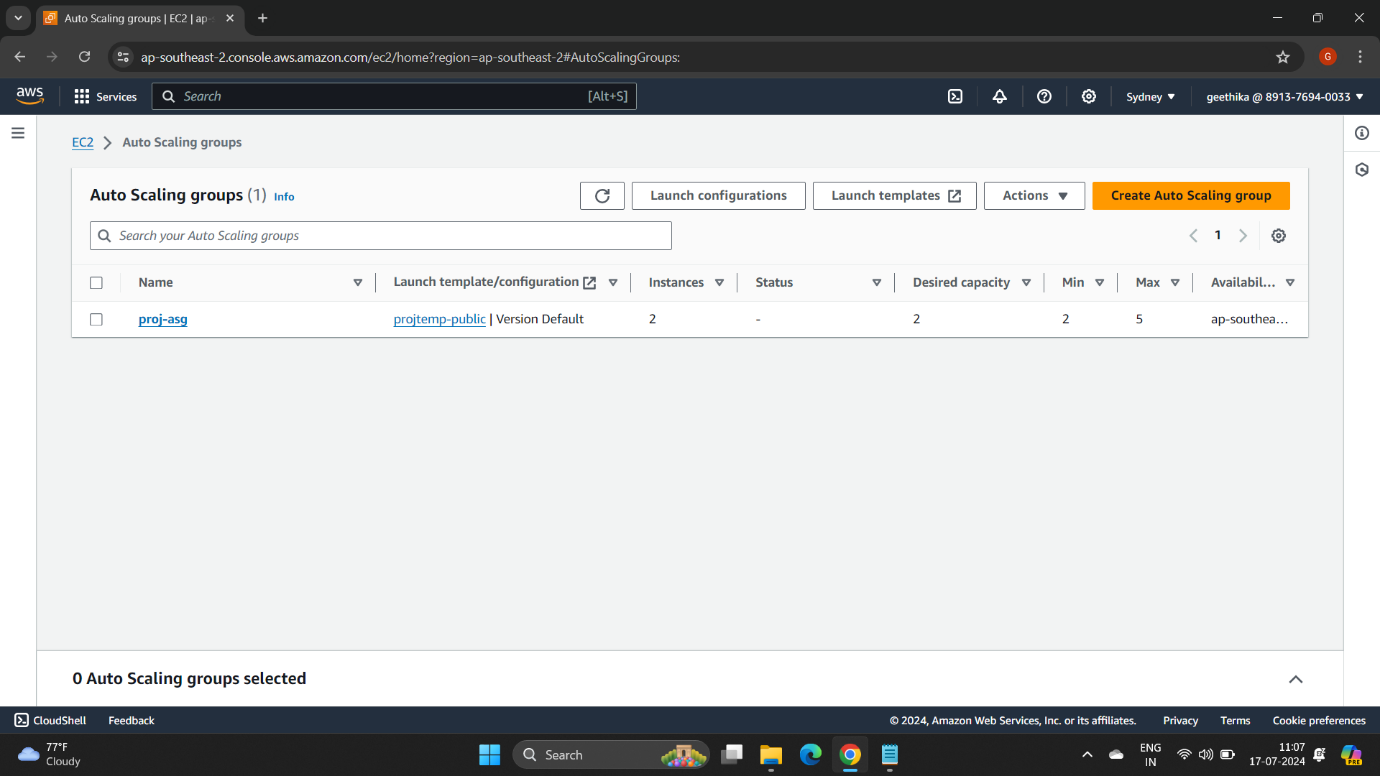 Auto Scaling groups | EC2 | ap-s
ap-southeast-2.console.aws.amazon.com/ec2/home?region=ap-southeast-2#AutoScalingGroups:
G
aws
Services
Search
[Alt+S]
Sydney
geethika @ 8913-7694-0033
EC2
Auto Scaling groups
Auto Scaling groups (1) Info
Launch configurations
Launch templates
Actions
Create Auto Scaling group
Search your Auto Scaling groups
1
Name
Launch template/configuration
Instances
Status
Desired capacity
Min
Max
Availabil...
proj-asg
projtemp-public | Version Default
2
-
2
2
5
ap-southea...
0 Auto Scaling groups selected
CloudShell
Feedback
© 2024, Amazon Web Services, Inc. or its affiliates.
Privacy
Terms
Cookie preferences
77°F
Cloudy
Search
ENG
IN
11:07
17-07-2024
PRE